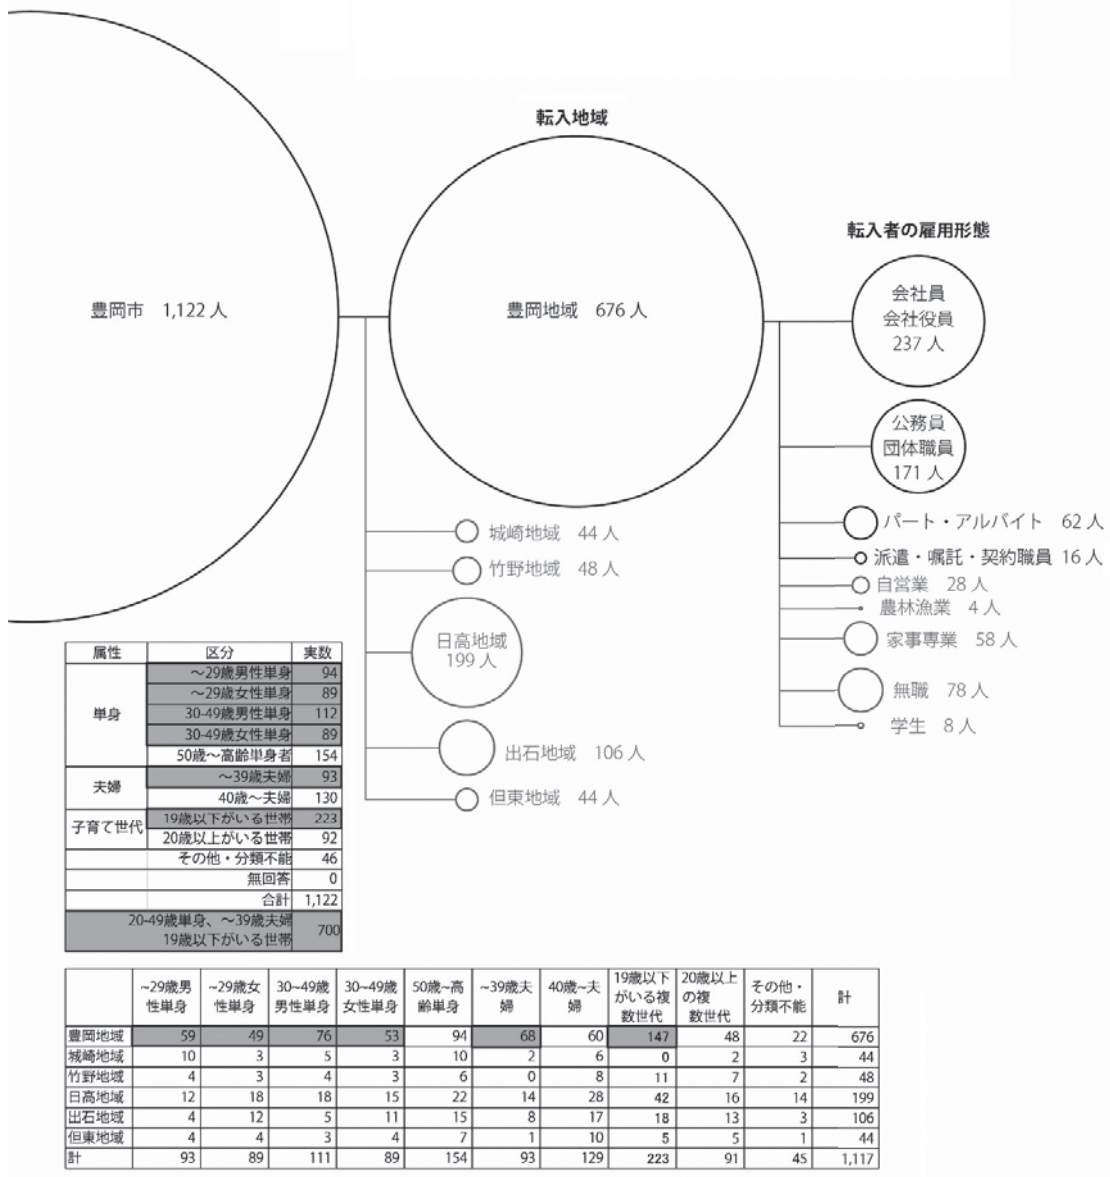 転入地域
転入者の雇用形態
豊岡市 1,122 人
豊岡地域 676 人
会社員
会社役員
237 人
公務員
団体職員
171 人
パート・アルバイト 62 人
派遣・嘱託・契約職員 16 人
自営業 28 人
農林漁業 4 人
家事専業 58 人
無職 78 人
学生 8 人
城崎地域 44 人
竹野地域 48 人
日高地域
199 人
出石地域 106 人
但東地域 44 人
属性 区分 実数
単身 ～29歳男性単身 94
～29歳女性単身 89
30-49歳男性単身 112
30-49歳女性単身 89
50歳～高齢単身者 154
夫婦 ～39歳夫婦 93
40歳～夫婦 130
子育て世代 19歳以下がいる世帯 223
20歳以上がいる世帯 92
その他・分類不能 46
無回答 0
合計 1,122
20-49歳単身、～39歳夫婦
19歳以下がいる世帯 700
~29歳男性単身 ~29歳女性単身 30~49歳男性単身 30~49歳女性単身 50歳~高齢単身 ~39歳夫婦 40歳~夫婦 19歳以下がいる複数世代 20歳以上の複数世代 その他・分類不能 計
豊岡地域 59 49 76 53 94 68 60 147 48 22 676
城崎地域 10 3 5 3 10 2 6 0 2 3 44
竹野地域 4 3 4 3 6 0 8 11 7 2 48
日高地域 12 18 18 15 22 14 28 42 16 14 199
出石地域 4 12 5 11 15 8 17 18 13 3 106
但東地域 4 4 3 4 7 1 10 5 5 1 44
計 93 89 111 89 154 93 129 223 91 45 1,117